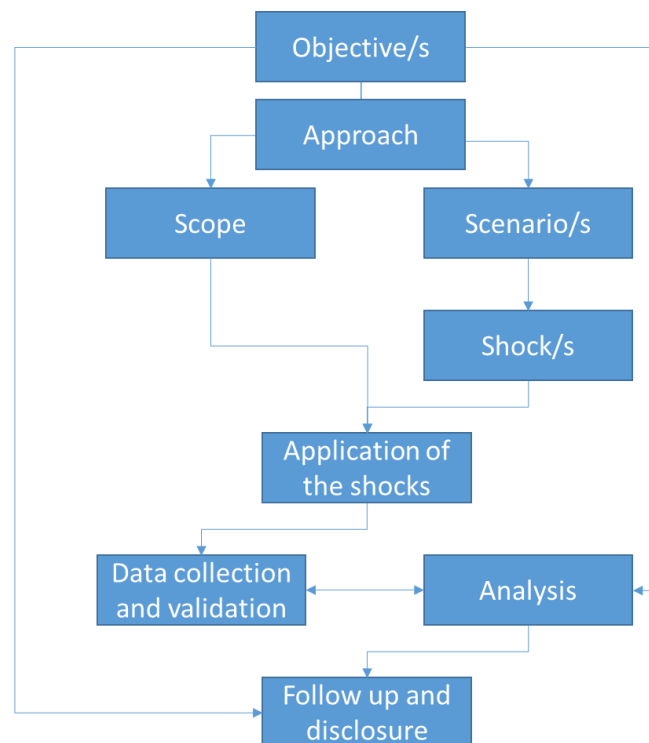 Objective/s
Approach
Scope
Scenario/s
Shock/s
Application of
the shocks
Data collection
and validation
Analysis
Follow up and
disclosure